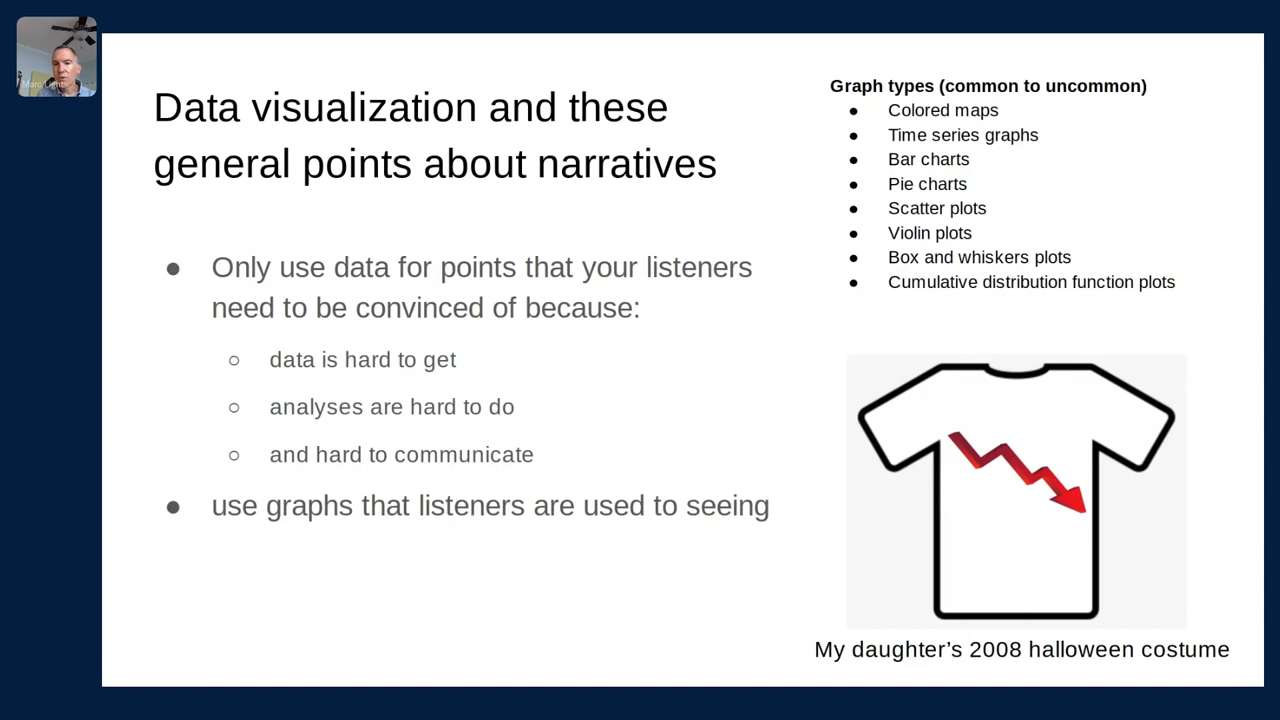 Data visualization and these
general points about narratives
● Only use data for points that your listeners
need to be convinced of because:
○ data is hard to get
○ analyses are hard to do
○ and hard to communicate
● use graphs that listeners are used to seeing
Graph types (common to uncommon)
● Colored maps
● Time series graphs
● Bar charts
● Pie charts
● Scatter plots
● Violin plots
● Box and whiskers plots
● Cumulative distribution function plots
My daughter’s 2008 halloween costume